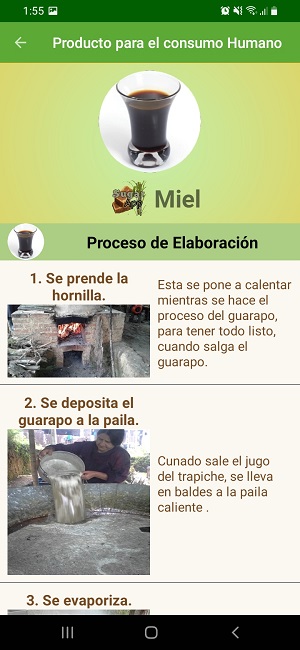 1:55
Producto para el consumo Humano
Sugar
App
Miel
Proceso de Elaboración
1. Se prende la
hornilla.
Esta se pone a calentar
mientras se hace el
proceso del guarapo,
para tener todo listo,
cuando salga el
guarapo.
2. Se deposita el
guarapo a la paila.
Cunado sale el jugo
del trapiche, se lleva
en baldes a la paila
caliente .
3. Se evaporiza.